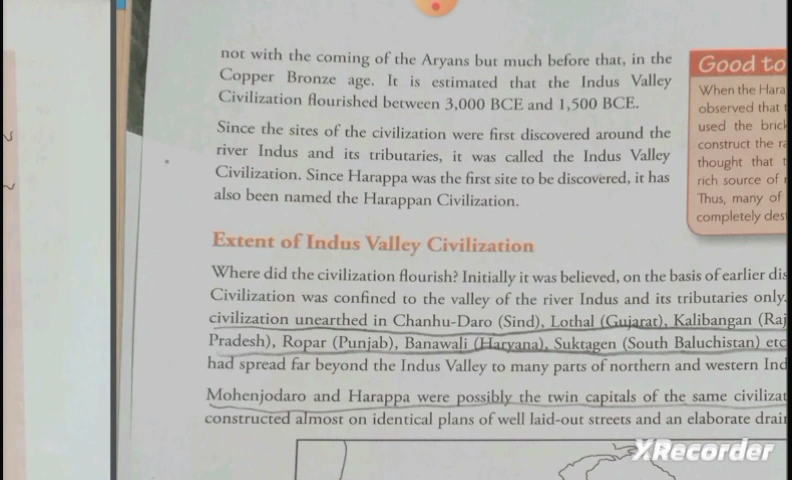 not with the coming of the Aryans but much before that, in the
Copper Bronze age. It is estimated that the Indus Valley
Civilization flourished between 3,000 BCE and 1,500 BCE.
Since the sites of the civilization were first discovered around the
river Indus and its tributaries, it was called the Indus Valley
Civilization. Since Harappa was the first site to be discovered, it has
also been named the Harappan Civilization.
Good to
When the Hara
observed that
used the brick
construct the
thought that
rich source of
Thus, many of
completely des
Extent of Indus Valley Civilization
Where did the civilization flourish? Initially it was believed, on the basis of earlier dis
Civilization was confined to the valley of the river Indus and its tributaries only.
civilization unearthed in Chanhu-Daro (Sind), Lothal (Gujarat), Kalibangan (Raj
Pradesh), Ropar (Punjab), Banawali (Haryana), Suktagen (South Baluchistan) etc
had spread far beyond the Indus Valley to many parts of northern and western Ind
Mohenjodaro and Harappa were possibly the twin capitals of the same civilizat
constructed almost on identical plans of well laid-out streets and an elaborate drai
XRecorder